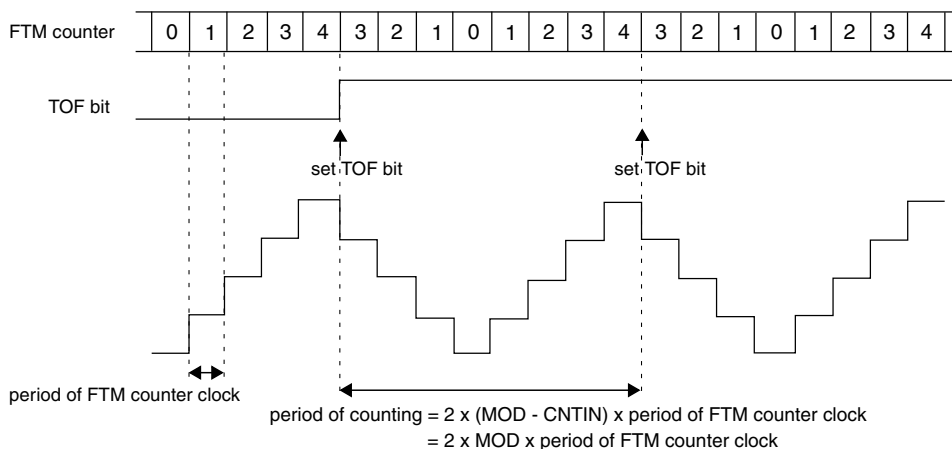 FTM counter 0 1 2 3 4 3 2 1 0 1 2 3 4 3 2 1 0 1 2 3 4
TOF bit
set TOF bit set TOF bit
period of FTM counter clock
period of counting = 2 x (MOD - CNTIN) x period of FTM counter clock
= 2 x MOD x period of FTM counter clock